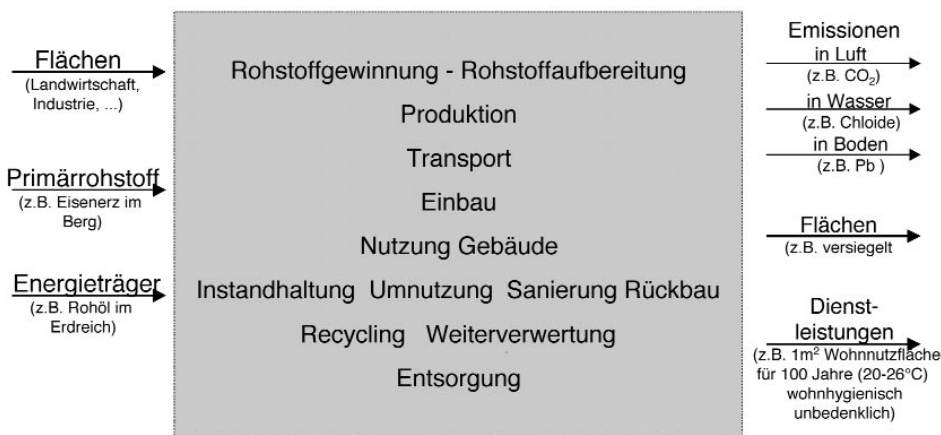 Flächen
(Landwirtschaft,
Industrie, ...)
Primärrohstoff
(z.B. Eisenerz im
Berg)
Energieträger
(z.B. Rohöl im
Erdreich)
Rohstoffgewinnung - Rohstoffaufbereitung
Produktion
Transport
Einbau
Nutzung Gebäude
Instandhaltung Umnutzung Sanierung Rückbau
Recycling Weiterverwertung
Entsorgung
Emissionen
in Luft
(z.B. CO₂)
in Wasser
(z.B. Chloide)
in Boden
(z.B. Pb )
Flächen
(z.B. versiegelt
Dienst-
leistungen
(z.B. 1m² Wohnnutzfläche
für 100 Jahre (20-26°C)
wohnhygienisch
unbedenklich)